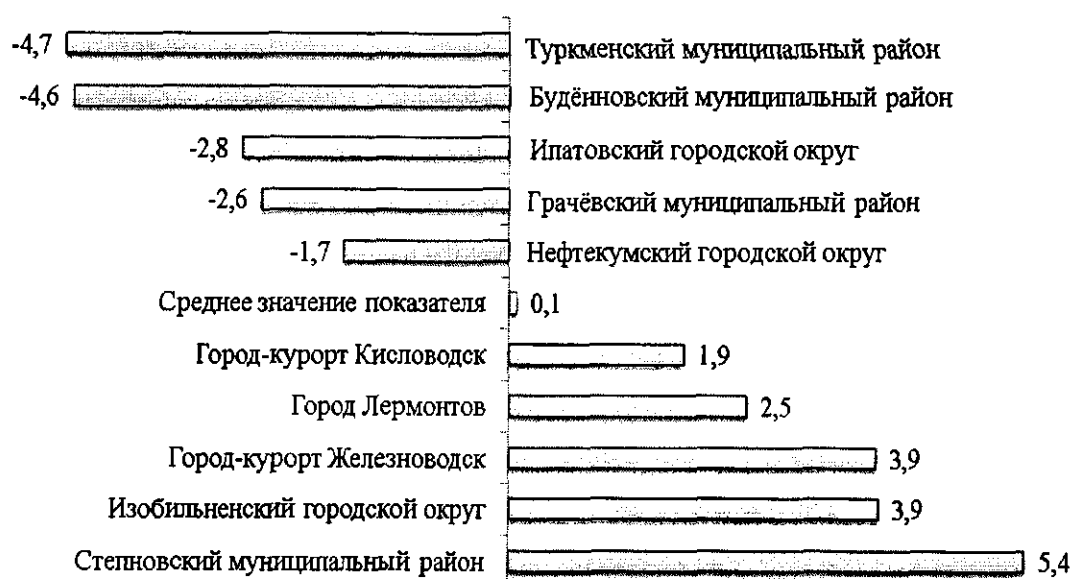 -4,7 Туркменский муниципальный район
-4,6 Будённовский муниципальный район
-2,8 Ипатовский городской округ
-2,6 Грачёвский муниципальный район
-1,7 Нефтекумский городской округ
Среднее значение показателя 0,1
Город-курорт Кисловодск 1,9
Город Лермонтов 2,5
Город-курорт Железноводск 3,9
Изобильненский городской округ 3,9
Степновский муниципальный район 5,4